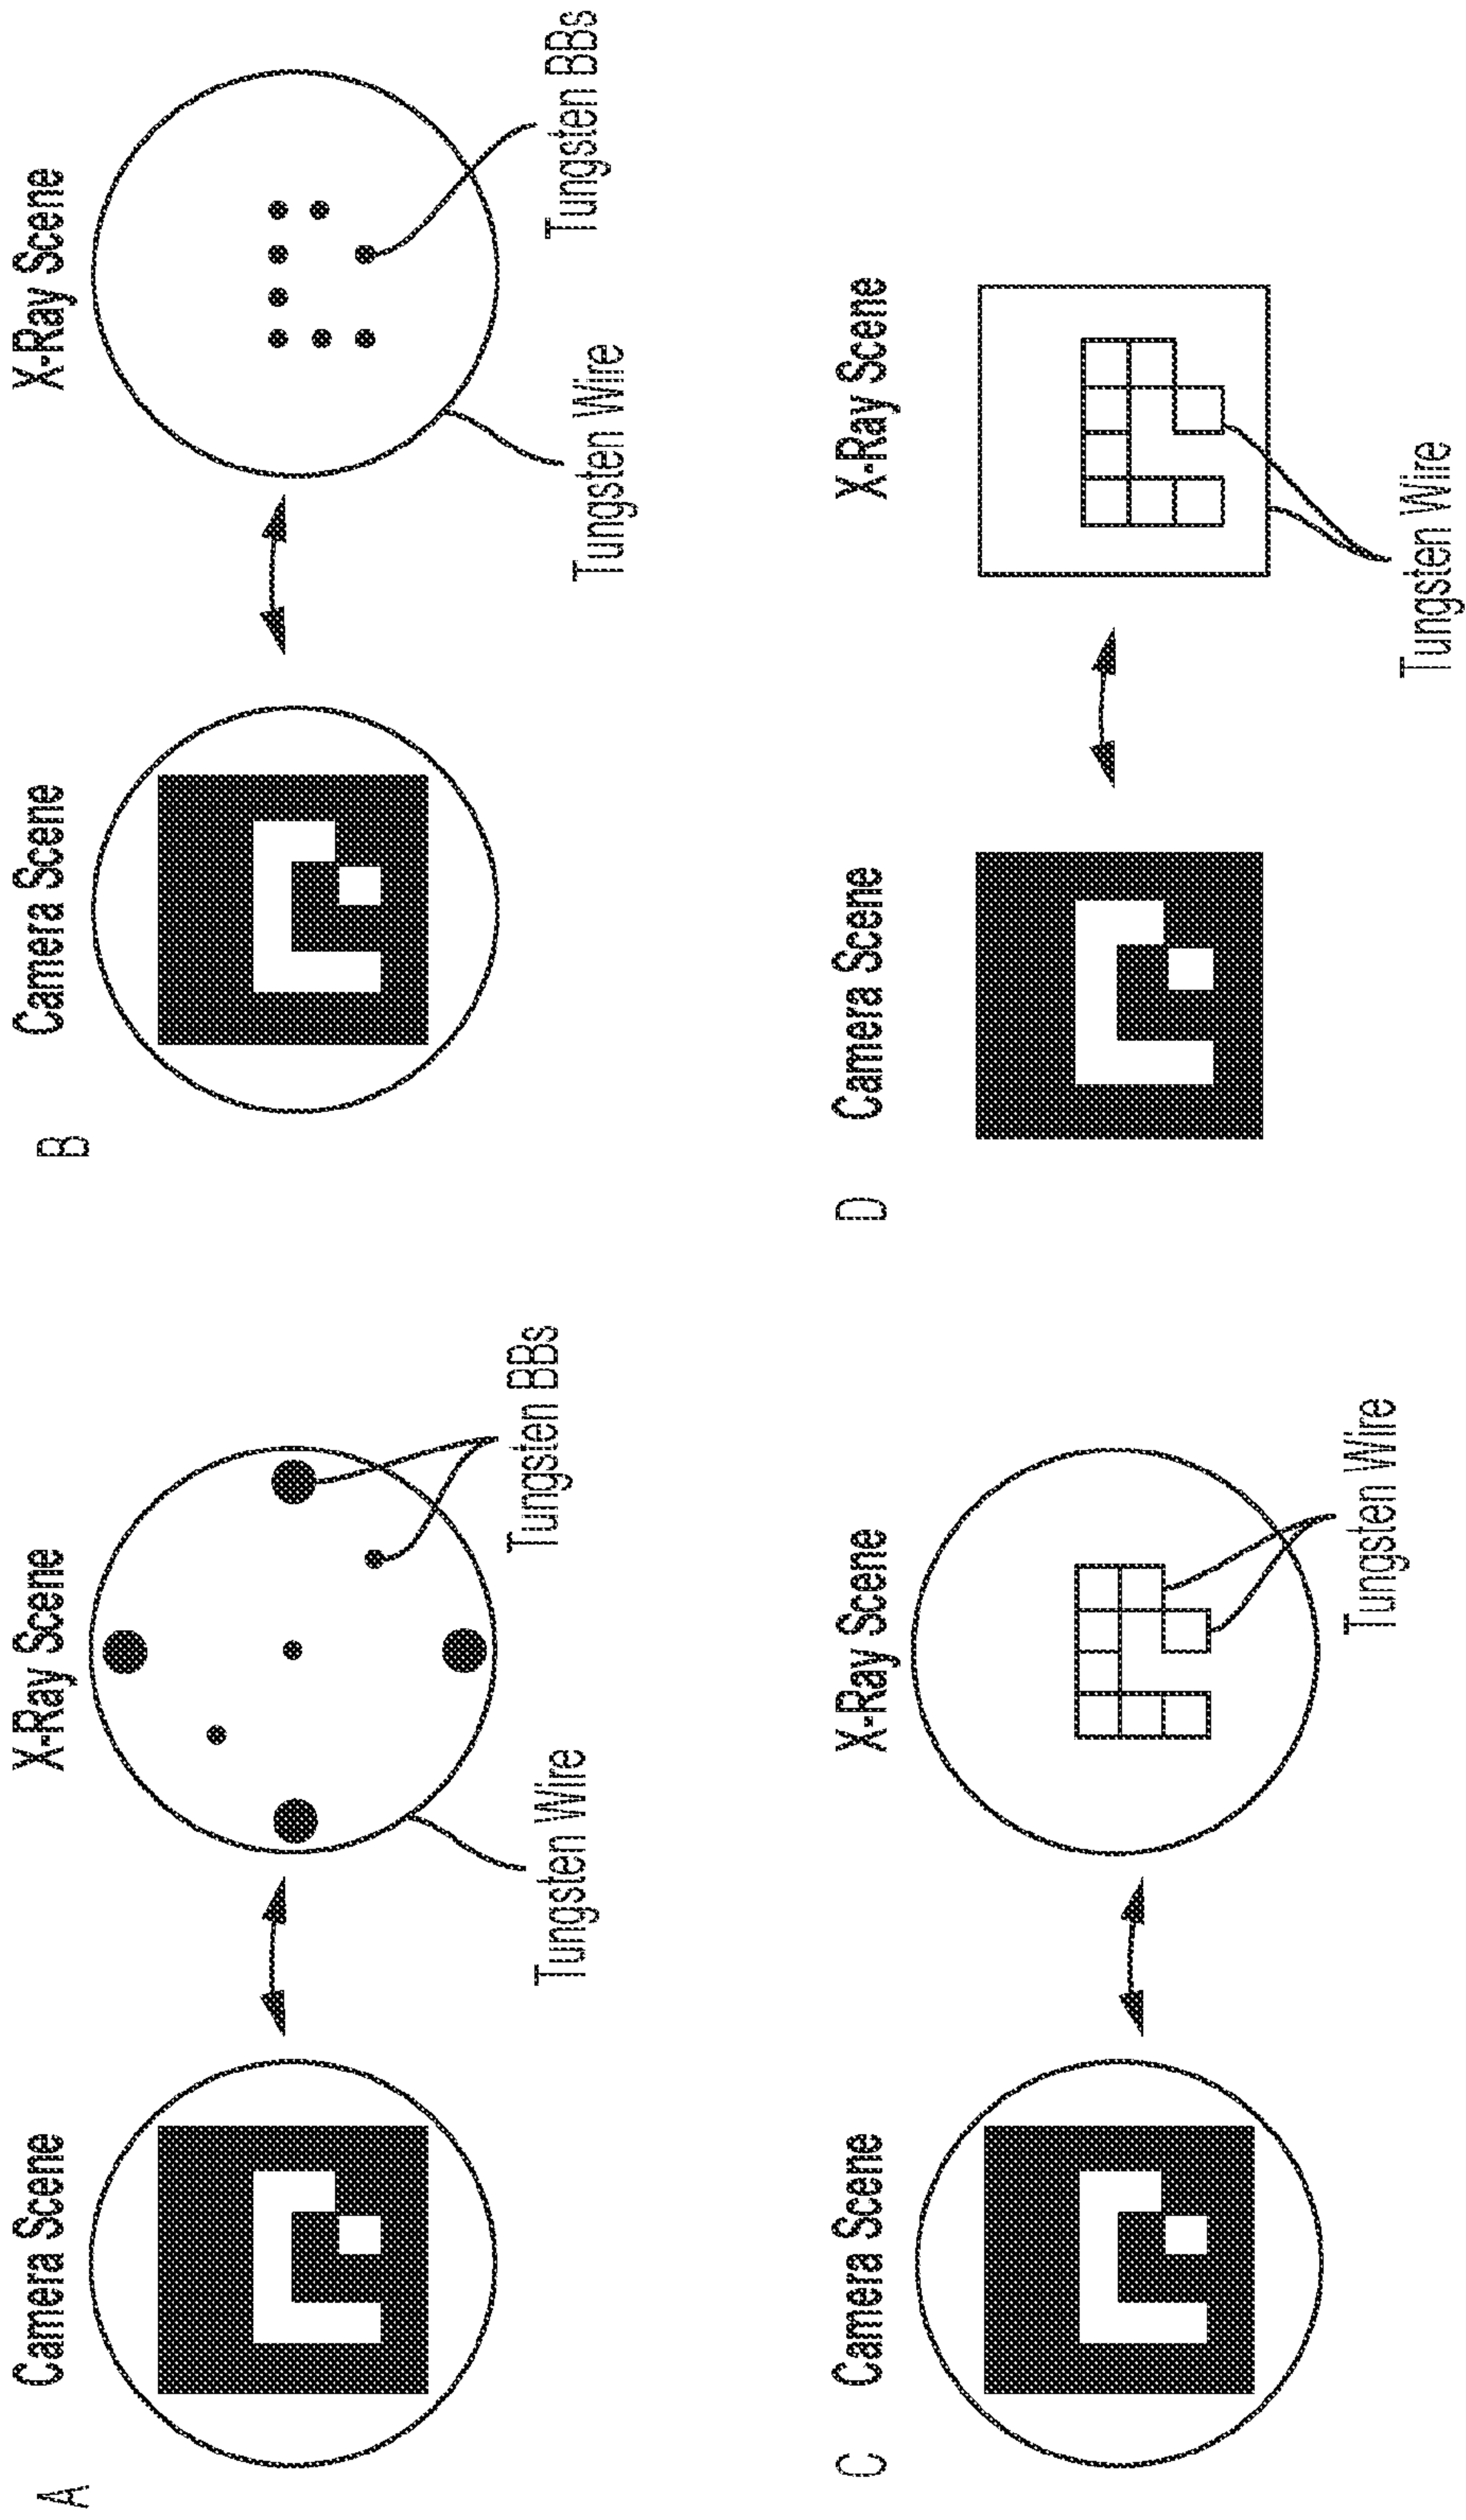 A
Camera Scene
X-Ray Scene
Tungsten Wire
Tungsten BBs
B
Camera Scene
X-Ray Scene
Tungsten Wire
Tungsten BBs
C
Camera Scene
X-Ray Scene
Tungsten Wire
D
Camera Scene
X-Ray Scene
Tungsten Wire